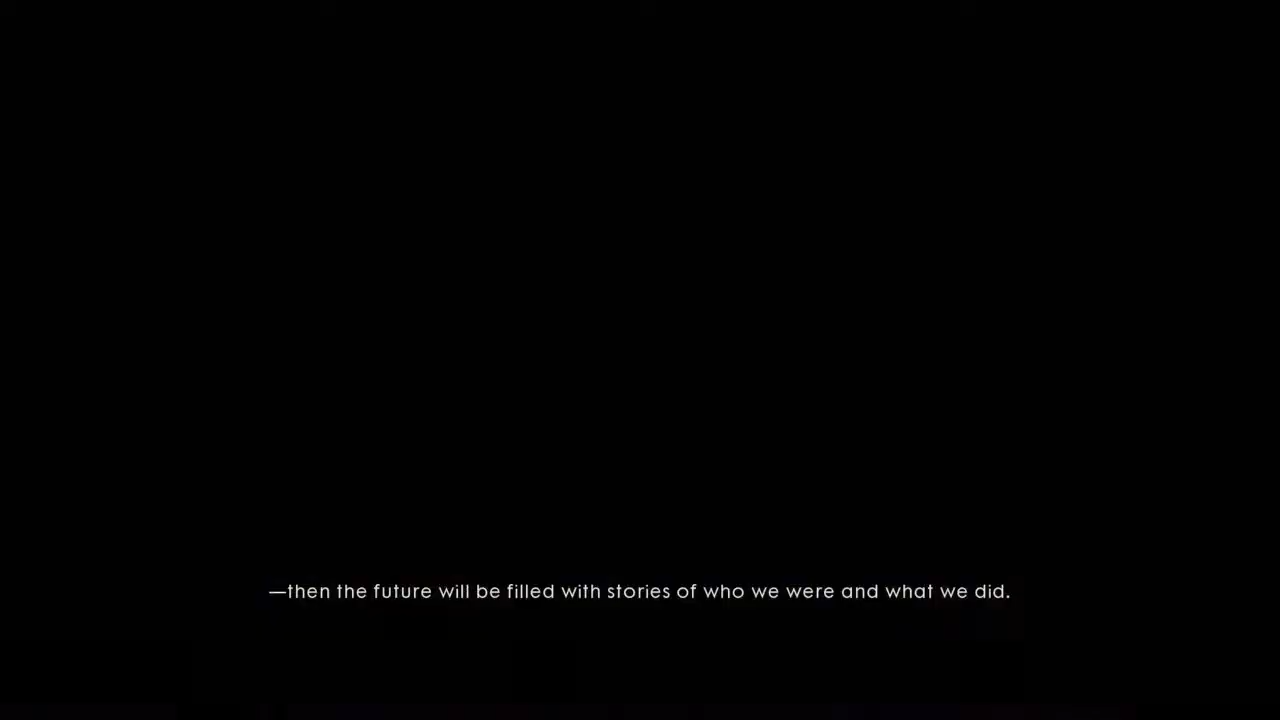 —then the future will be filled with stories of who we were and what we did.